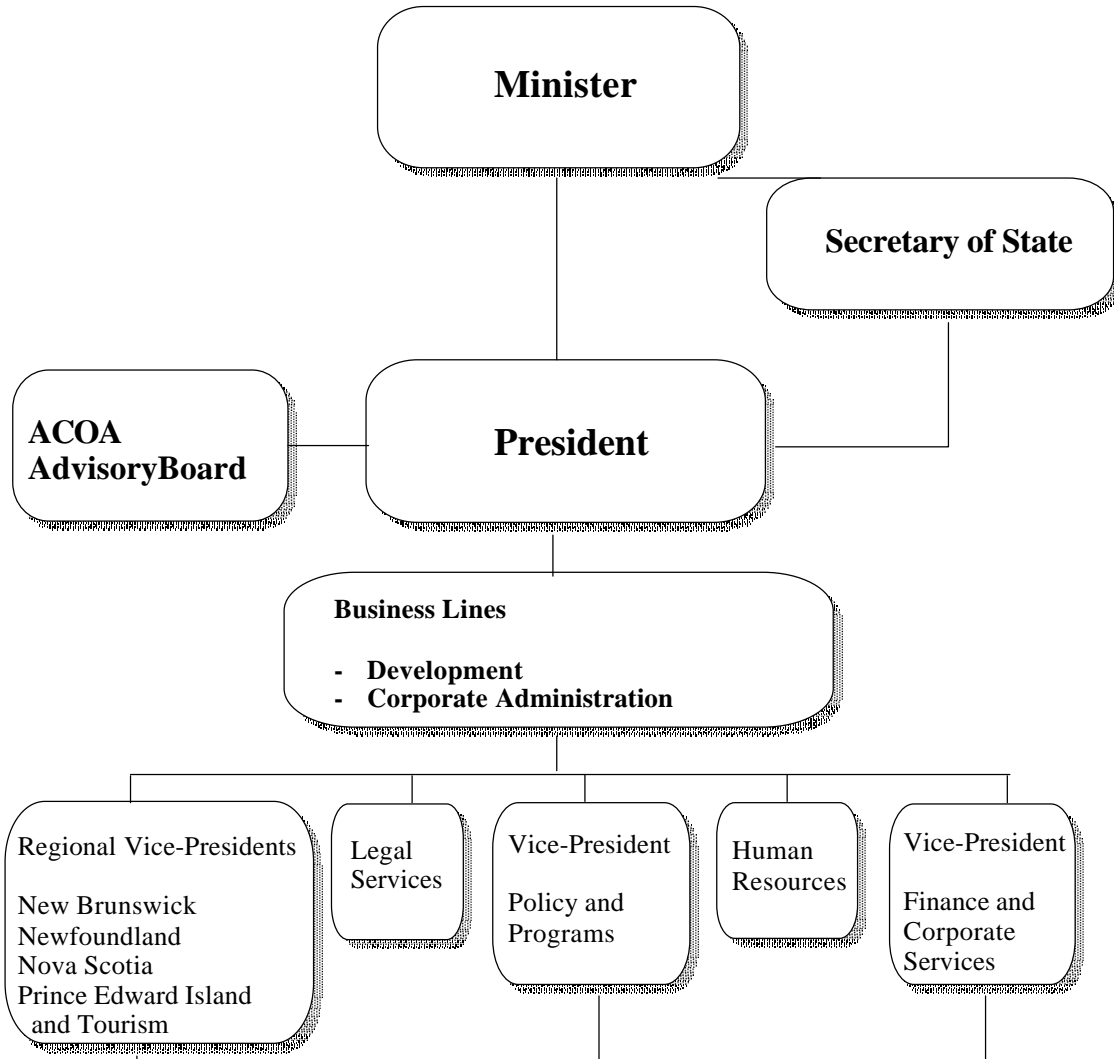 Minister
Secretary of State
ACOA
AdvisoryBoard
President
Business Lines
- Development
- Corporate Administration
Regional Vice-Presidents
New Brunswick
Newfoundland
Nova Scotia
Prince Edward Island
and Tourism
Legal
Services
Vice-President
Policy and
Programs
Human
Resources
Vice-President
Finance and
Corporate
Services